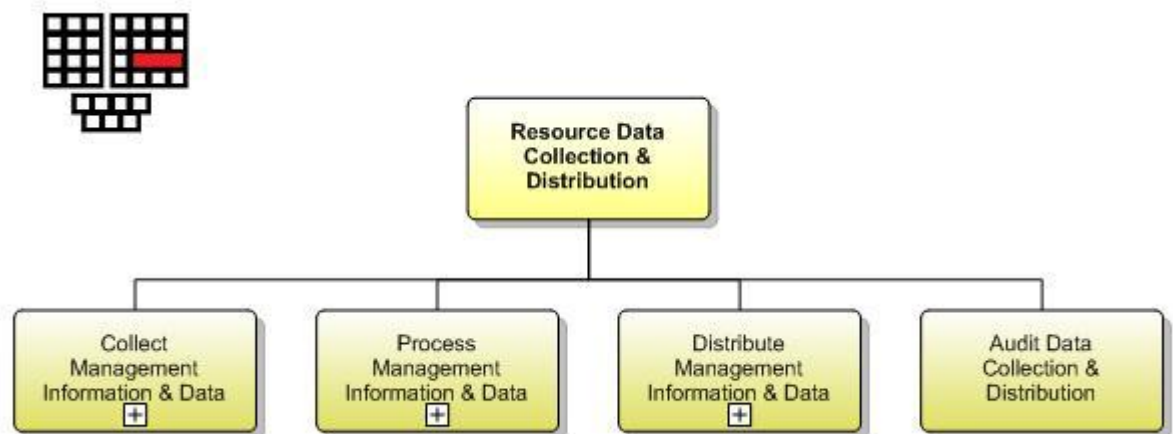 Resource Data
Collection &
Distribution
Collect
Management
Information & Data
Process
Management
Information & Data
Distribute
Management
Information & Data
Audit Data
Collection &
Distribution